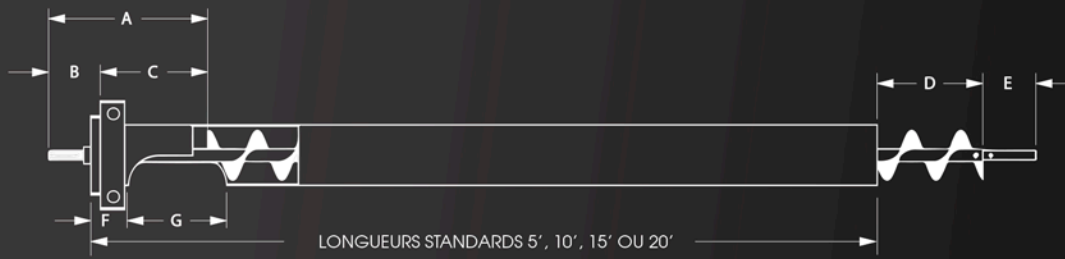 A
B C D E
F G
LONGUEURS STANDARDS 5', 10', 15' OU 20'